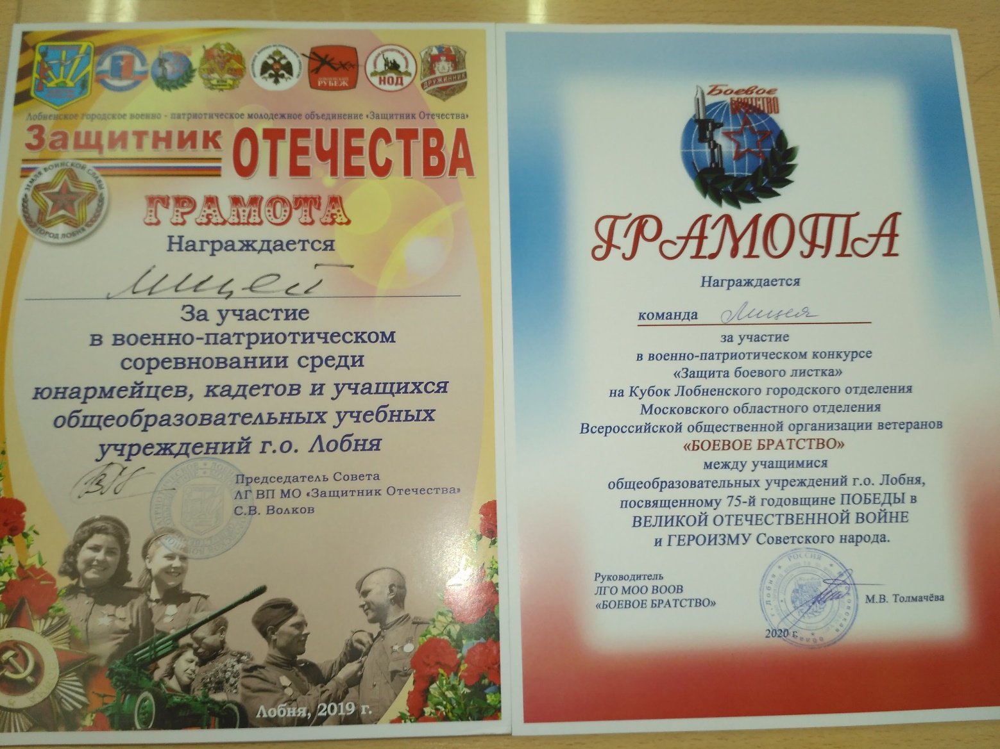 РУБЕЖ
НОД
ДРУЖИННИК
Лобненское городское военно - патриотическое молодежное объединение «Защитник Отечества»
Защитник ОТЕЧЕСТВА
ЗЕМЛЯ ВОИНСКОЙ СЛАВЫ
ГОРОД ЛОБНЯ
ГРАМОТА
Награждается
Лицей
За участие
в военно-патриотическом
соревновании среди
юнармейцев, кадетов и учащихся
общеобразовательных учебных
учреждений г.о. Лобня
Председатель Совета
ЛГ ВП МО «Защитник Отечества»
С.В. Волков
Лобня, 2019 г.
Боевое
БРАТСТВО
ГРАМОТА
Награждается
команда Лицея
за участие
в военно-патриотическом конкурсе
«Защита боевого листка»
на Кубок Лобненского городского отделения
Московского областного отделения
Всероссийской общественной организации ветеранов
«БОЕВОЕ БРАТСТВО»
между учащимися
общеобразовательных учреждений г.о. Лобня,
посвященному 75-й годовщине ПОБЕДЫ в
ВЕЛИКОЙ ОТЕЧЕСТВЕННОЙ ВОЙНЕ
и ГЕРОИЗМУ Советского народа.
РОССИЯ
Руководитель
ЛГО МОО ВООВ
«БОЕВОЕ БРАТСТВО»
М.В. Толмачёва
2020 г.